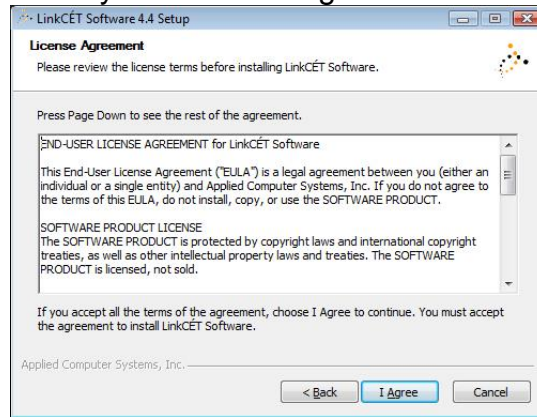 LinkCÉT Software 4.4 Setup
License Agreement
Please review the license terms before installing LinkCÉT Software.
Press Page Down to see the rest of the agreement.
END-USER LICENSE AGREEMENT for LinkCÉT Software
This End-User License Agreement ("EULA") is a legal agreement between you (either an
individual or a single entity) and Applied Computer Systems, Inc. If you do not agree to
the terms of this EULA, do not install, copy, or use the SOFTWARE PRODUCT.
SOFTWARE PRODUCT LICENSE
The SOFTWARE PRODUCT is protected by copyright laws and international copyright
treaties, as well as other intellectual property laws and treaties. The SOFTWARE
PRODUCT is licensed, not sold.
If you accept all the terms of the agreement, choose I Agree to continue. You must accept
the agreement to install LinkCÉT Software.
Applied Computer Systems, Inc.
< Back I Agree Cancel